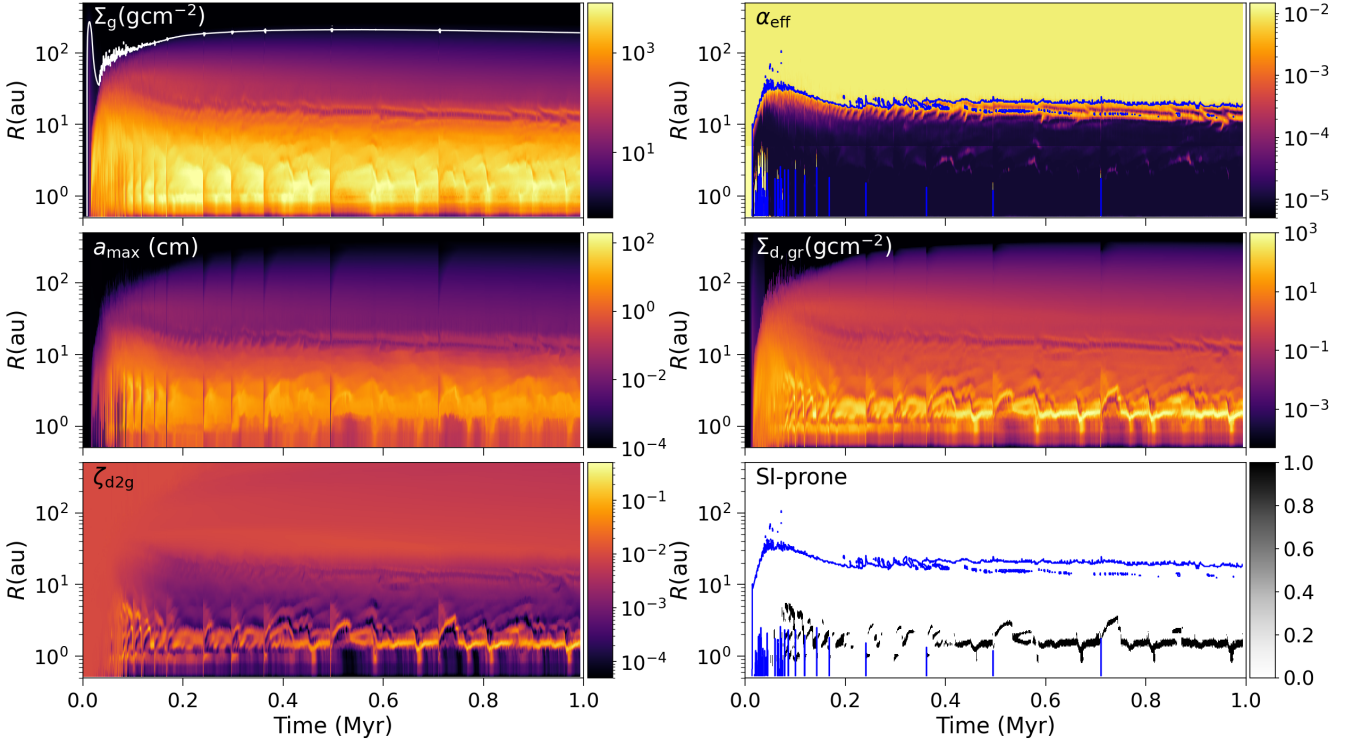 Σg(gcm⁻²)
R(au)
10²
10¹
10⁰
10³
10¹
αeff
R(au)
10²
10¹
10⁰
10⁻²
10⁻³
10⁻⁴
10⁻⁵
amax (cm)
R(au)
10²
10¹
10⁰
10²
10⁰
10⁻²
10⁻⁴
Σd,gr(gcm⁻²)
R(au)
10²
10¹
10⁰
10³
10¹
10⁻¹
10⁻³
ζd2g
R(au)
10²
10¹
10⁰
10⁻¹
10⁻²
10⁻³
10⁻⁴
0.0 0.2 0.4 0.6 0.8 1.0
Time (Myr)
SI-prone
R(au)
10²
10¹
10⁰
1.0
0.8
0.6
0.4
0.2
0.0
0.0 0.2 0.4 0.6 0.8 1.0
Time (Myr)